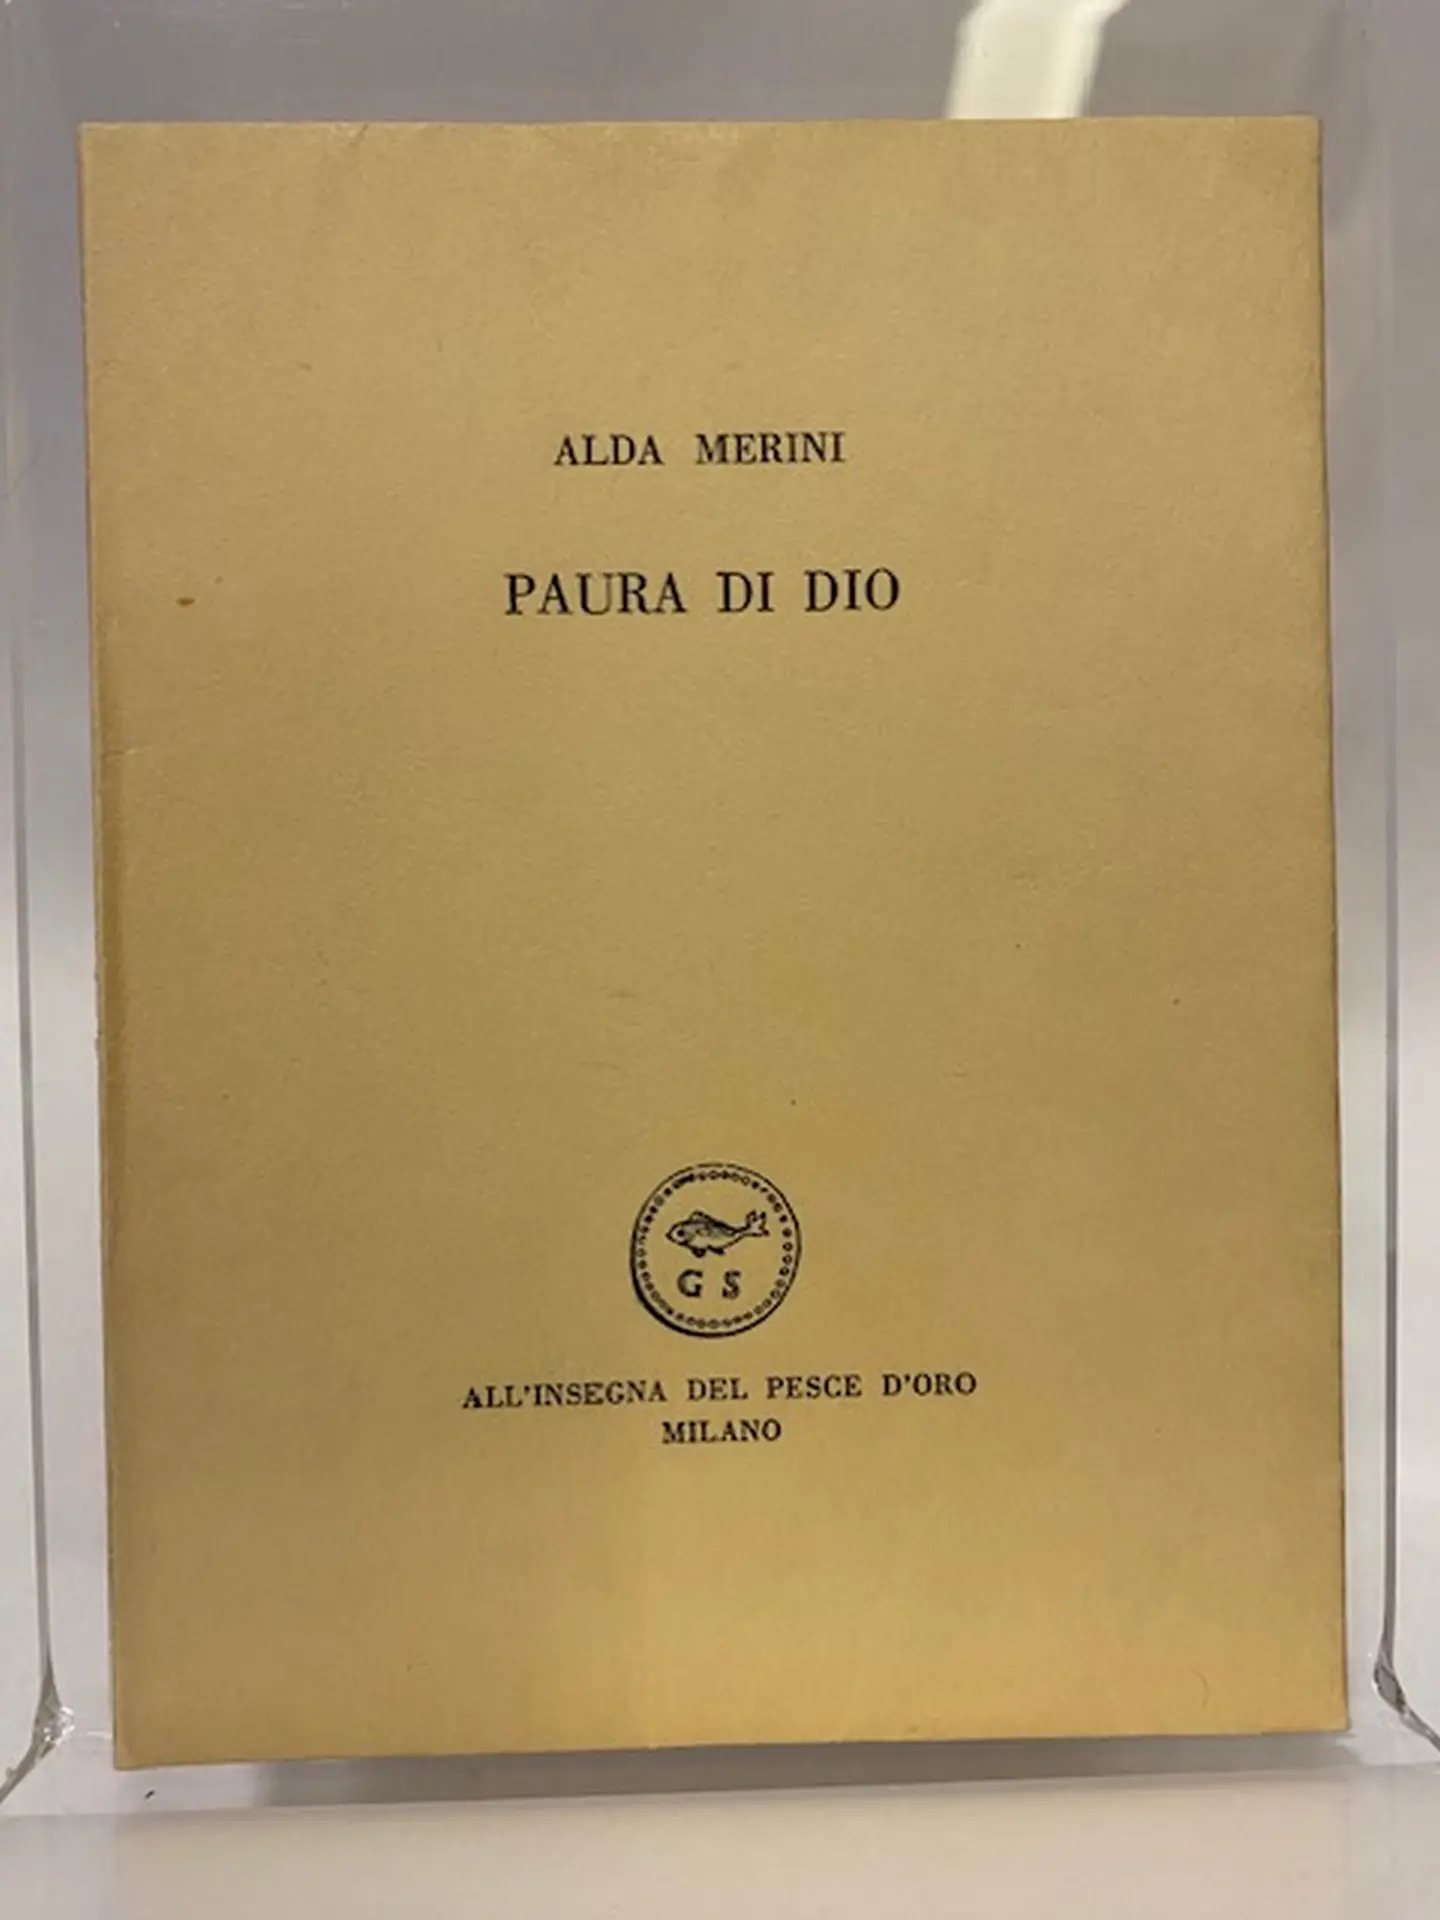 ALDA MERINI
PAURA DI DIO
G S
ALL'INSEGNA DEL PESCE D'ORO
MILANO